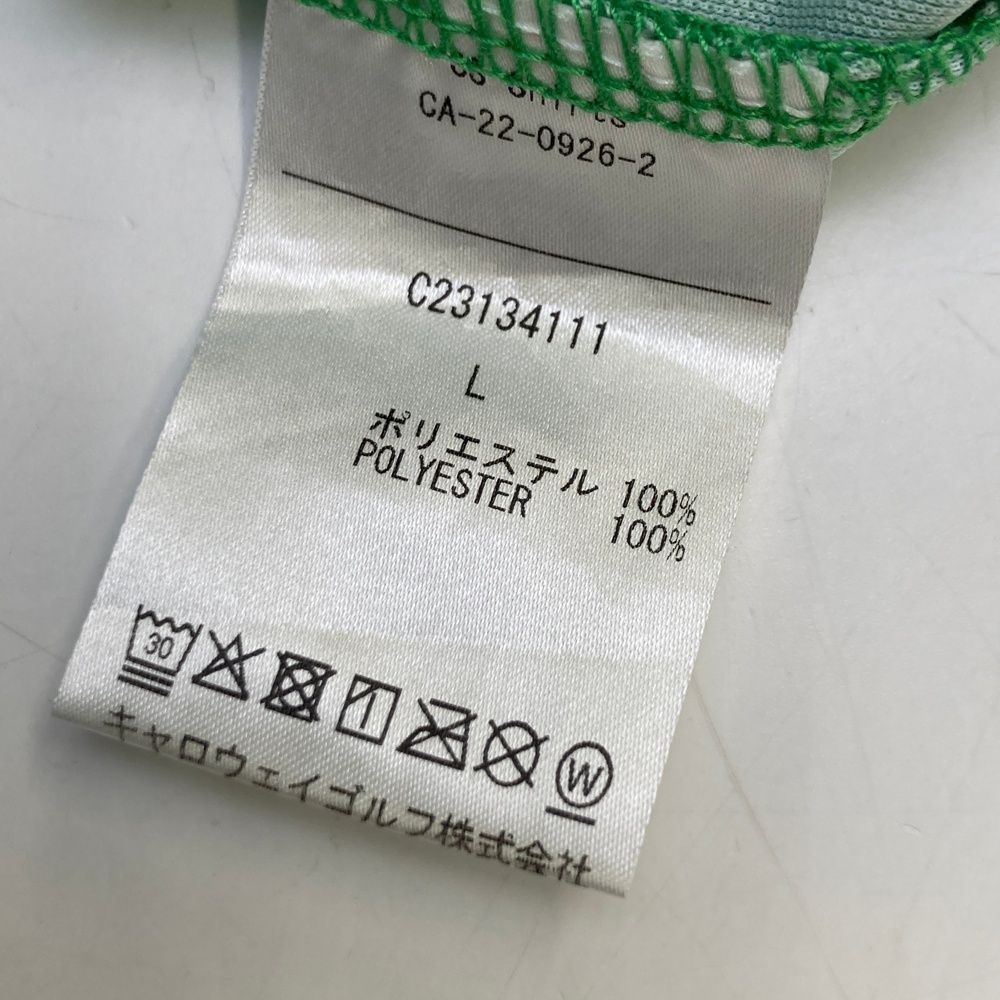 CA-22-0926-2
C23134111
L
ポリエステル 100%
POLYESTER 100%
30
W
キャロウェイゴルフ株式会社